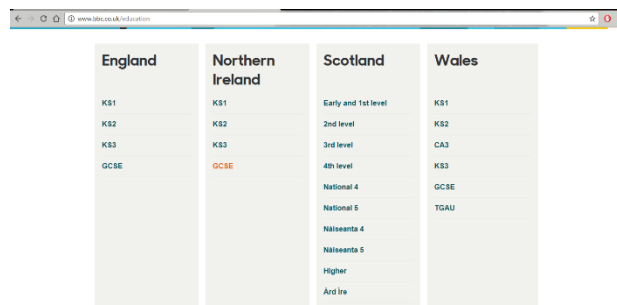 www.bbc.co.uk/education
England
KS1
KS2
KS3
GCSE
Northern
Ireland
KS1
KS2
KS3
GCSE
Scotland
Early and 1st level
2nd level
3rd level
4th level
National 4
National 5
Nàiseanta 4
Nàiseanta 5
Higher
Àrd Ìre
Wales
KS1
KS2
CA3
KS3
GCSE
TGAU